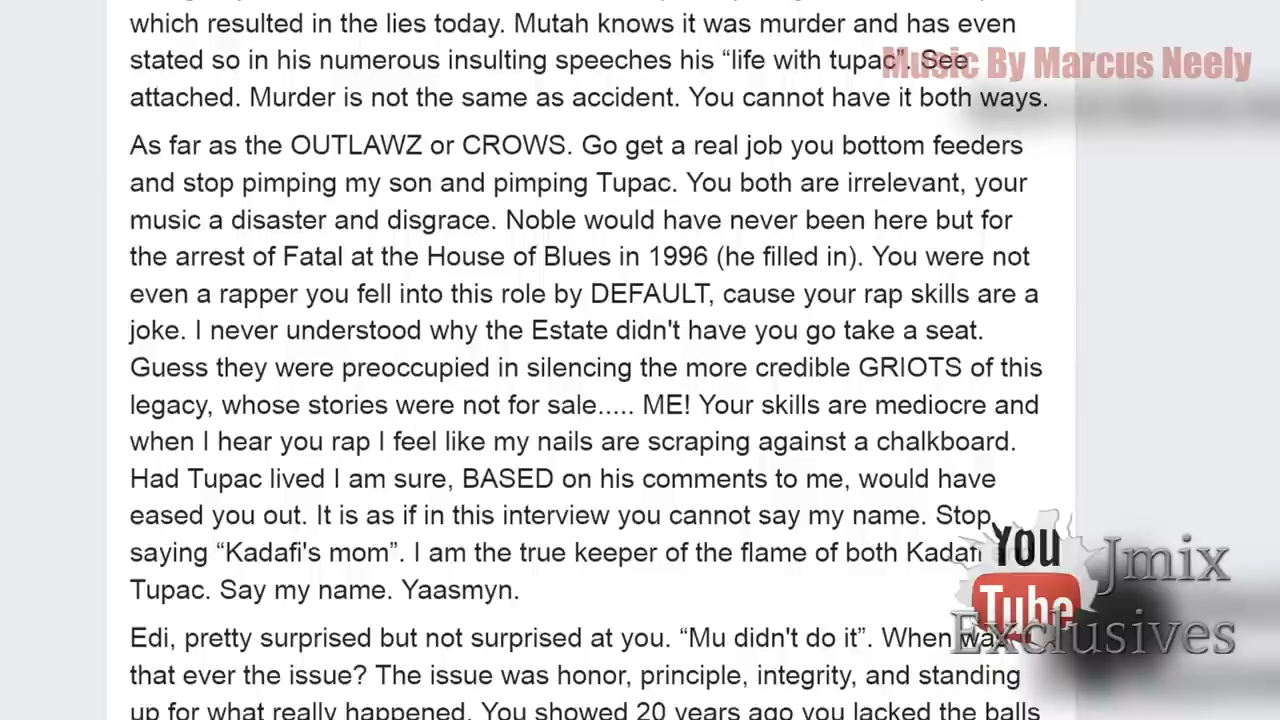 which resulted in the lies today. Mutah knows it was murder and has even
stated so in his numerous insulting speeches his “life with tupac”. See
Music By Marcus Neely
attached. Murder is not the same as accident. You cannot have it both ways.
As far as the OUTLAWZ or CROWS. Go get a real job you bottom feeders
and stop pimping my son and pimping Tupac. You both are irrelevant, your
music a disaster and disgrace. Noble would have never been here but for
the arrest of Fatal at the House of Blues in 1996 (he filled in). You were not
even a rapper you fell into this role by DEFAULT, cause your rap skills are a
joke. I never understood why the Estate didn't have you go take a seat.
Guess they were preoccupied in silencing the more credible GRIOTS of this
legacy, whose stories were not for sale..... ME! Your skills are mediocre and
when I hear you rap I feel like my nails are scraping against a chalkboard.
Had Tupac lived I am sure, BASED on his comments to me, would have
eased you out. It is as if in this interview you cannot say my name. Stop
saying “Kadafi's mom”. I am the true keeper of the flame of both Kadafi
Tupac. Say my name. Yaasmyn.
You Tube
Jmix
Exclusives
Edi, pretty surprised but not surprised at you. “Mu didn't do it”. When was
that ever the issue? The issue was honor, principle, integrity, and standing
up for what really happened. You showed 20 years ago you lacked the balls